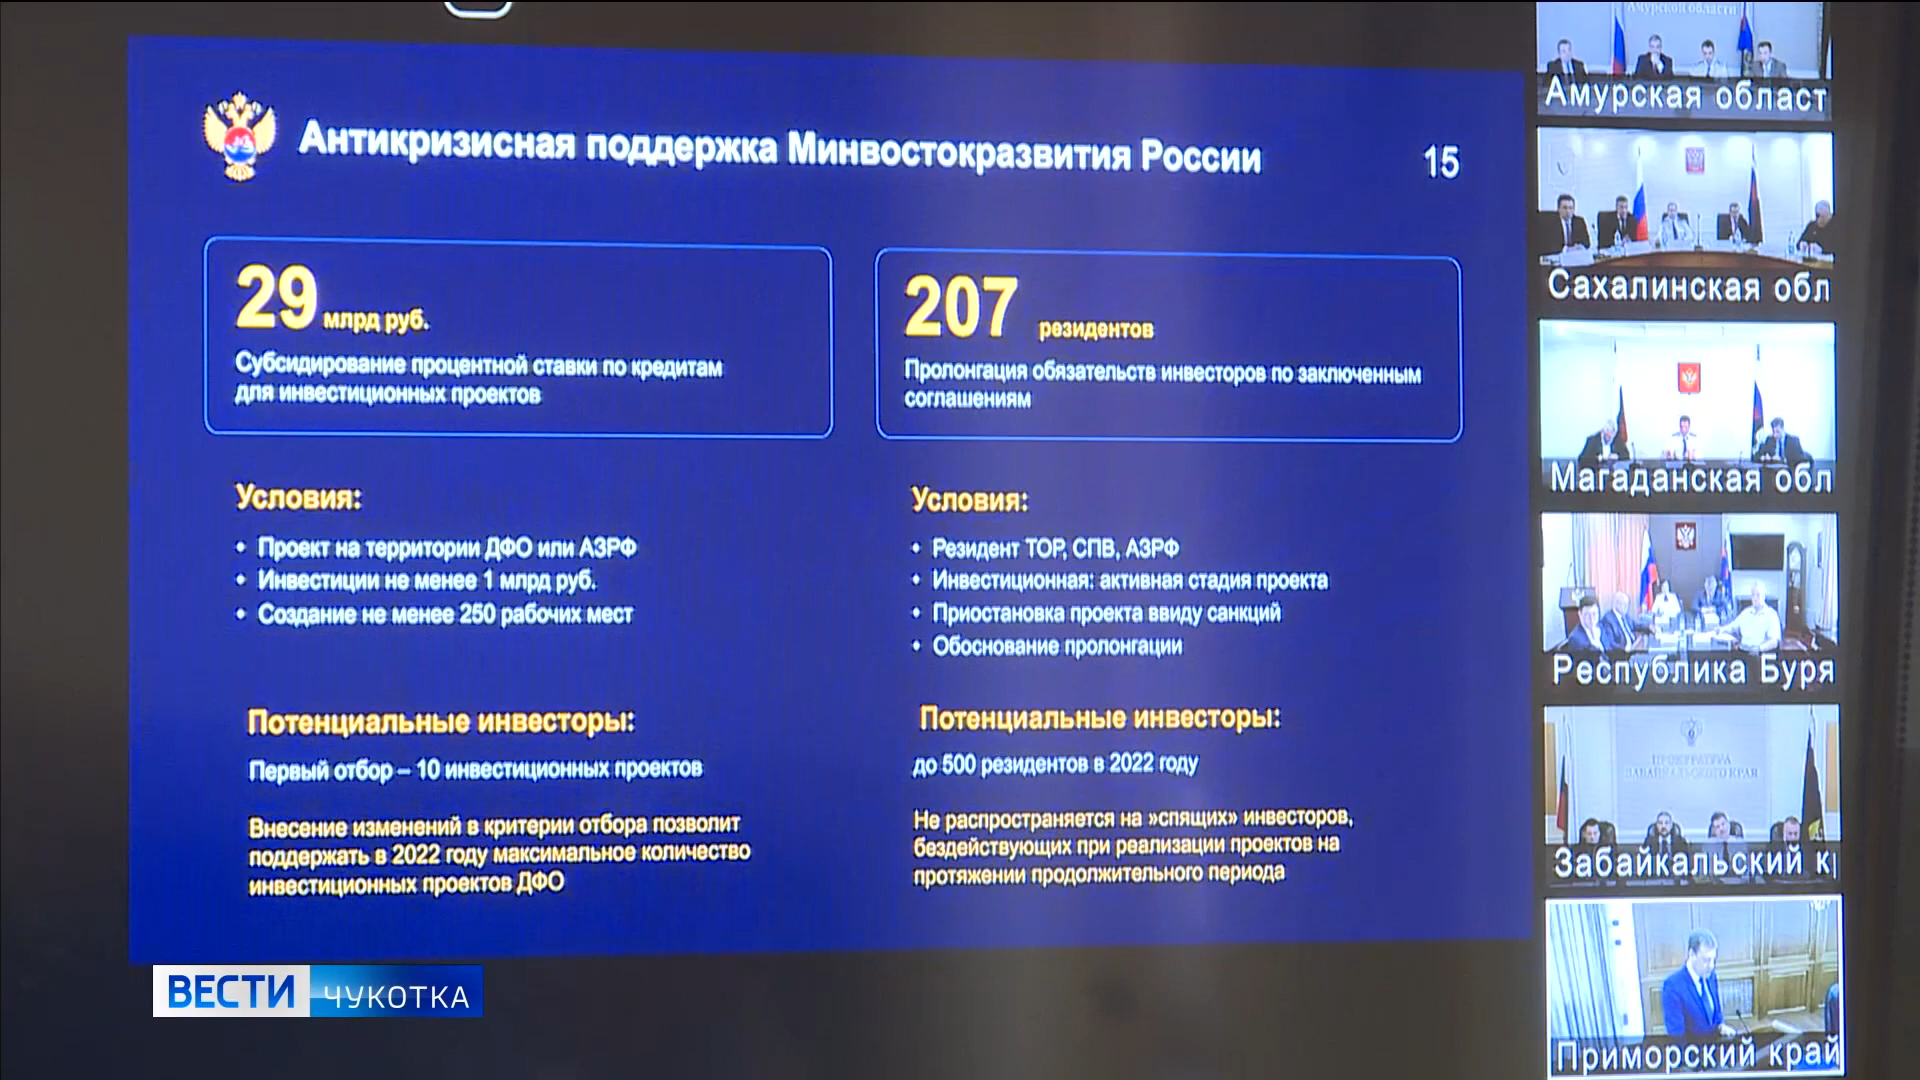 Антикризисная поддержка Минвостокразвития России
15
29 млрд руб.
Субсидирование процентной ставки по кредитам
для инвестиционных проектов
207 резидентов
Пролонгация обязательств инвесторов по заключенным
соглашениям
Условия:
• Проект на территории ДФО или АЗРФ
• Инвестиции не менее 1 млрд руб.
• Создание не менее 250 рабочих мест
Условия:
• Резидент ТОР, СПВ, АЗРФ
• Инвестиционная: активная стадия проекта
• Приостановка проекта ввиду санкций
• Обоснование пролонгации
Потенциальные инвесторы:
Первый отбор – 10 инвестиционных проектов
Внесение изменений в критерии отбора позволит
поддержать в 2022 году максимальное количество
инвестиционных проектов ДФО
Потенциальные инвесторы:
до 500 резидентов в 2022 году
Не распространяется на »спящих» инвесторов,
бездействующих при реализации проектов на
протяжении продолжительного периода
Амурской области
Амурская област
Сахалинская обл
Магаданская обл
Республика Буря
ПРОКУРАТУРА
ЗАБАЙКАЛЬСКОГО КРАЯ
Забайкальский к
Приморский край
ВЕСТИ ЧУКОТКА